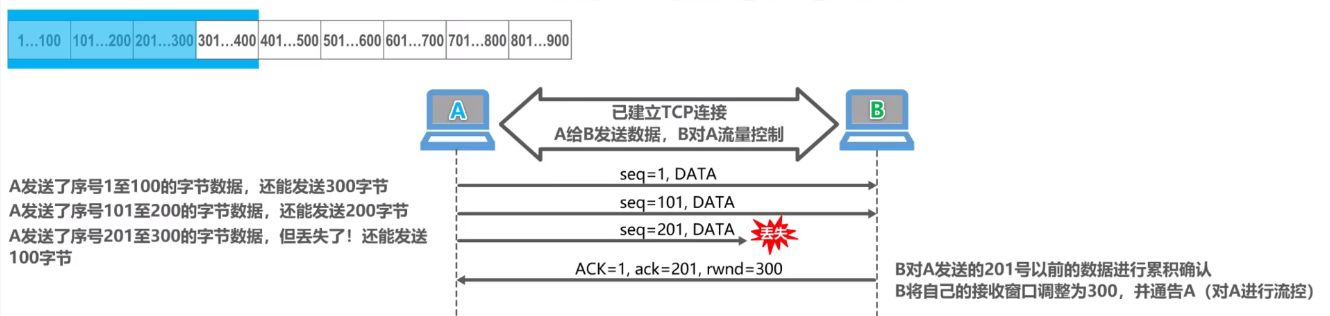 1…100 101…200 201…300 301…400 401…500 501…600 601…700 701…800 801…900
A
已建立TCP连接
A给B发送数据，B对A流量控制
B
A发送了序号1至100的字节数据，还能发送300字节
seq=1, DATA
A发送了序号101至200的字节数据，还能发送200字节
seq=101, DATA
A发送了序号201至300的字节数据，但丢失了！还能发送
100字节
seq=201, DATA
丢失
ACK=1, ack=201, rwnd=300
B对A发送的201号以前的数据进行累积确认
B将自己的接收窗口调整为300，并通告A（对A进行流控）